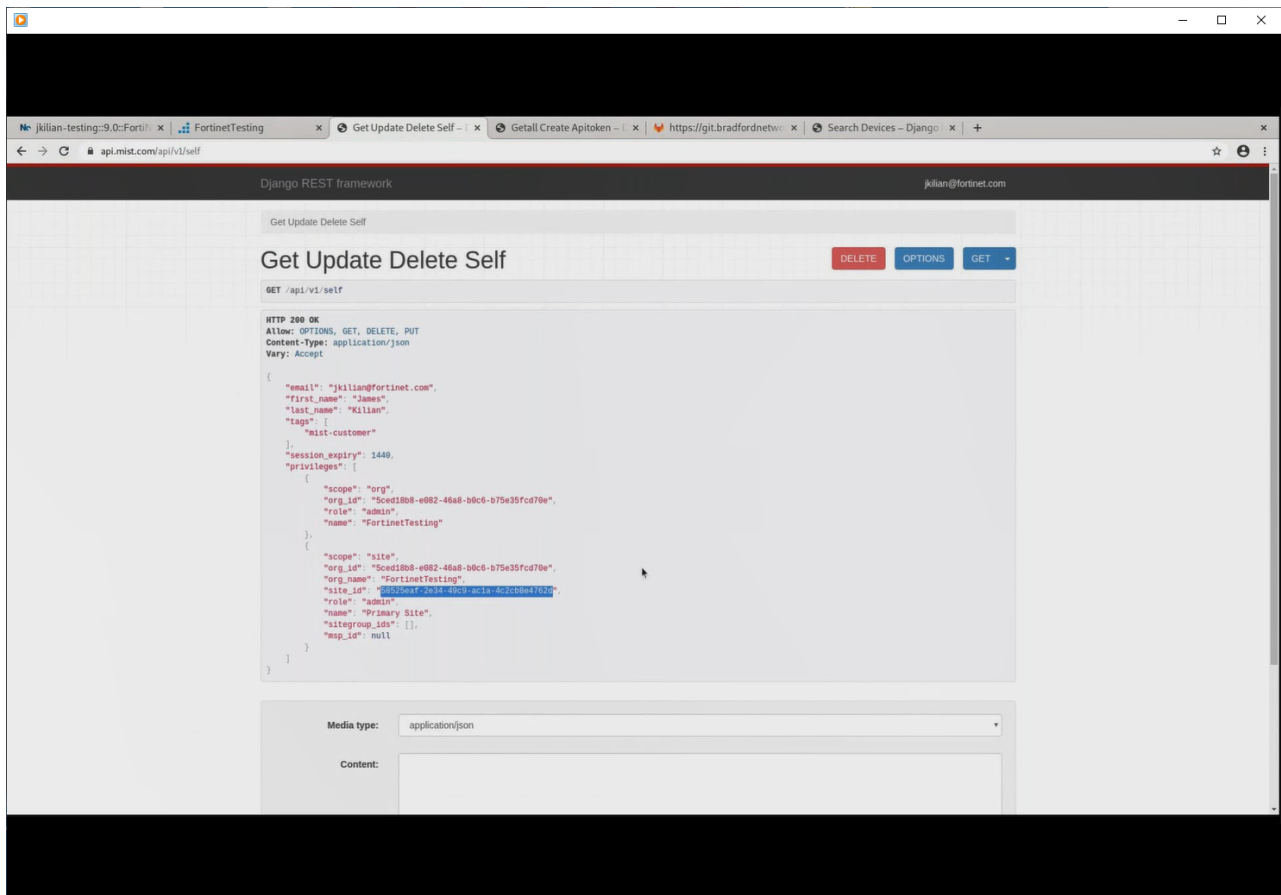 jkilian-testing::9.0::Forti
FortinetTesting
Get Update Delete Self –
Getall Create Apitoken –
https://git.bradfordnetwo
Search Devices – Django
api.mist.com/api/v1/self
Django REST framework
jkilian@fortinet.com
Get Update Delete Self
Get Update Delete Self
DELETE
OPTIONS
GET
GET /api/v1/self
HTTP 200 OK
Allow: OPTIONS, GET, DELETE, PUT
Content-Type: application/json
Vary: Accept
{
"email": "jkilian@fortinet.com",
"first_name": "James",
"last_name": "Kilian",
"tags": [
"mist-customer"
],
"session_expiry": 1440,
"privileges": [
{
"scope": "org",
"org_id": "5ced18b8-e082-46a8-b0c6-b75e35fcd70e",
"role": "admin",
"name": "FortinetTesting"
},
{
"scope": "site",
"org_id": "5ced18b8-e082-46a8-b0c6-b75e35fcd70e",
"org_name": "FortinetTesting",
"site_id": "58525eaf-2e34-49c9-ac1a-4c2cb8e4762d",
"role": "admin",
"name": "Primary Site",
"sitegroup_ids": [],
"msp_id": null
}
]
}
Media type:
application/json
Content: